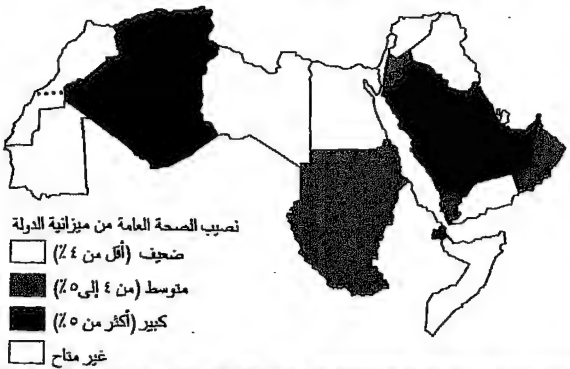 نصيب الصحة العامة من ميزانية الدولة
ضعيف (أقل من ٤ ٪)
متوسط (من ٤ إلى ٥ ٪)
كبير (أكثر من ٥ ٪)
غير متاح